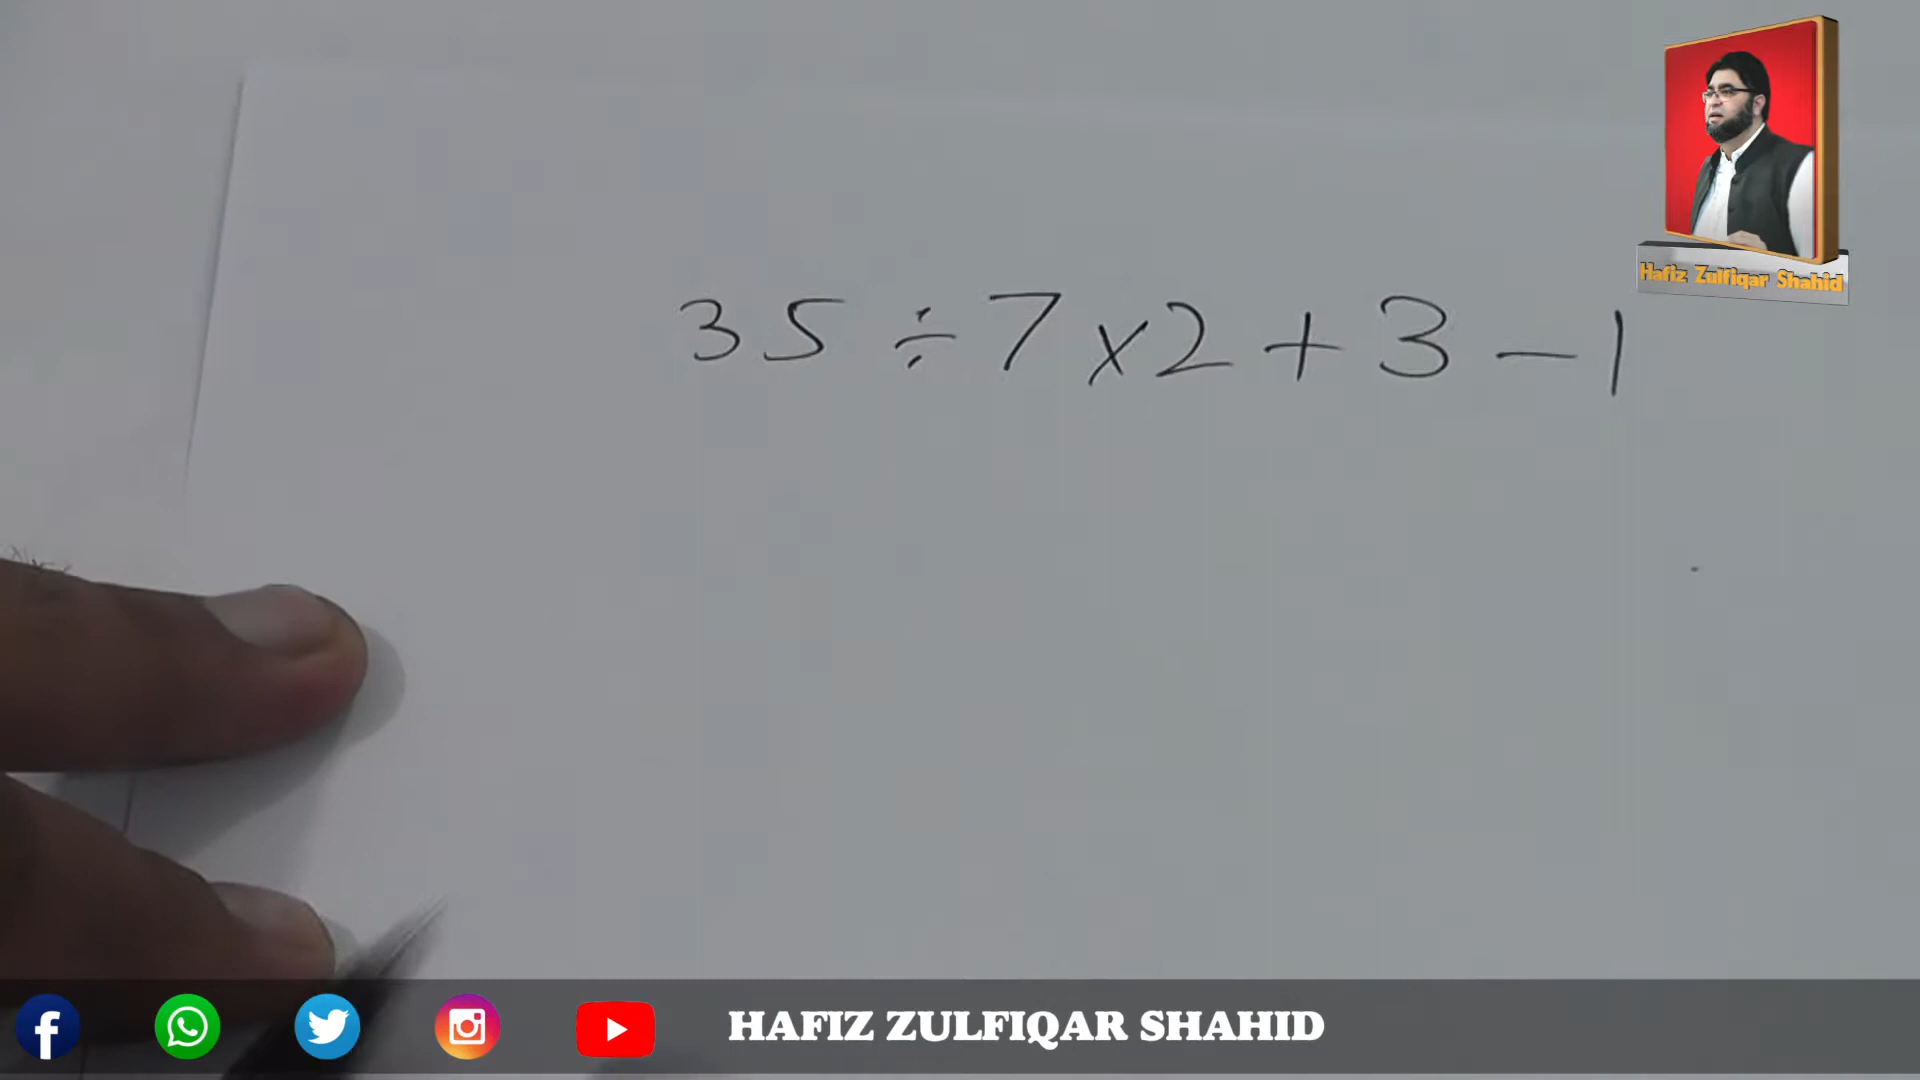 Hafiz Zulfiqar Shahid
35 ÷ 7 x 2 + 3 - 1
HAFIZ ZULFIQAR SHAHID